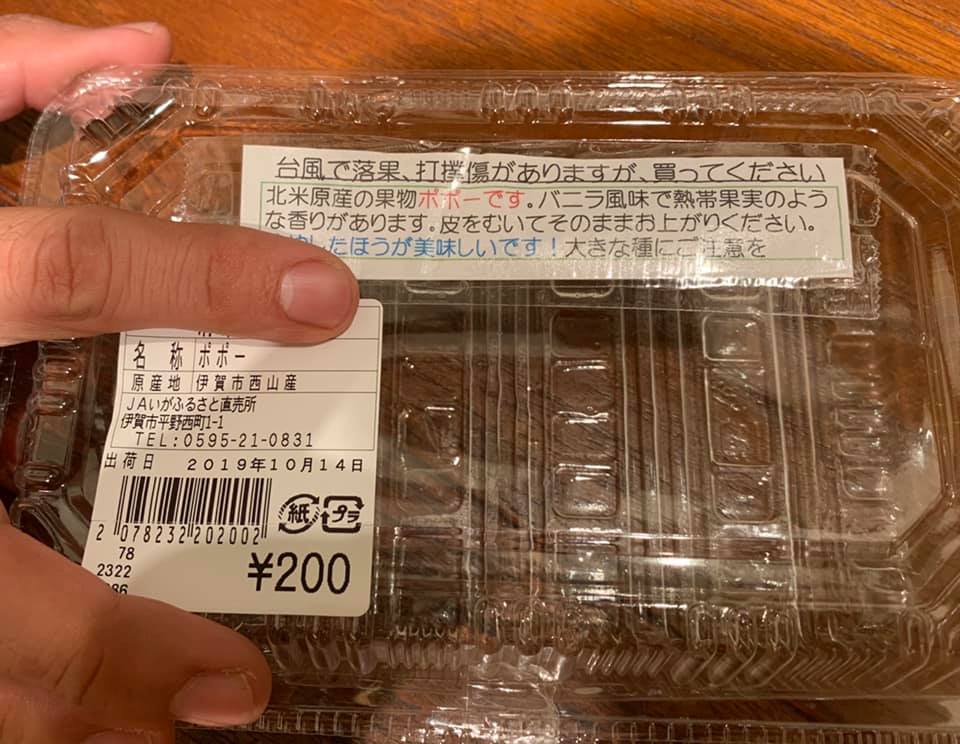 台風で落果、打撲傷がありますが、買ってください
北米原産の果物ポポーです。バニラ風味で熱帯果実のよう
な香りがあります。皮をむいてそのままお上がりください。
したほうが美味しいです！大きな種にご注意を
名 称 ポポー
原産地 伊賀市西山産
JAいがふるさと直売所
伊賀市平野西町1-1
TEL:0595-21-0831
出荷日 2019年10月14日
2 078232 202002
紙 プラ
78
2322
86
¥200